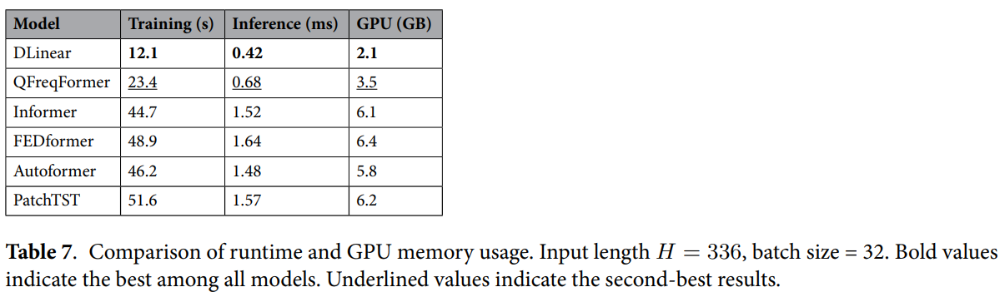 Model Training (s) Inference (ms) GPU (GB)
DLinear 12.1 0.42 2.1
QFreqFormer 23.4 0.68 3.5
Informer 44.7 1.52 6.1
FEDformer 48.9 1.64 6.4
Autoformer 46.2 1.48 5.8
PatchTST 51.6 1.57 6.2
Table 7. Comparison of runtime and GPU memory usage. Input length H = 336, batch size = 32. Bold values
indicate the best among all models. Underlined values indicate the second-best results.